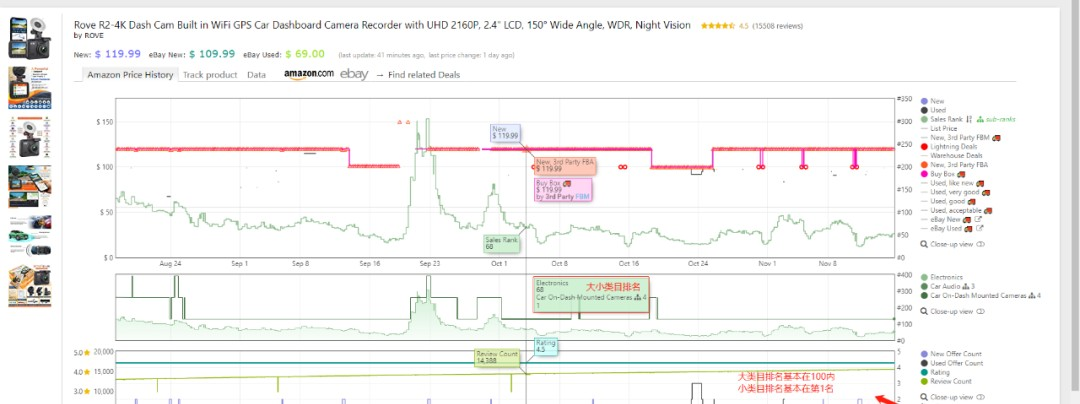 Rove R2-4K Dash Cam Built in WiFi GPS Car Dashboard Camera Recorder with UHD 2160P, 2.4" LCD, 150° Wide Angle, WDR, Night Vision 4.5 (15508 reviews)
by ROVE
New: $ 119.99 eBay New: $ 109.99 eBay Used: $ 69.00 (last update: 41 minutes ago, last price change: 1 day ago)
Amazon Price History Track product Data amazon.com ebay → Find related Deals
$ 150
$ 100
$ 50
$ 0
#350
#300
#250
#200
#150
#100
#50
#0
New
$ 119.99
New, 3rd Party FBA
$ 119.99
Buy Box
$ 119.99
by 3rd Party FBM
Sales Rank
68
Aug 24 Sep 1 Sep 8 Sep 16 Sep 23 Oct 1 Oct 8 Oct 16 Oct 24 Nov 1 Nov 8
New
Used
Sales Rank sub-ranks
List Price
New, 3rd Party FBM
Lightning Deals
Warehouse Deals
New, 3rd Party FBA
Buy Box
Used, like new
Used, very good
Used, good
Used, acceptable
eBay New
eBay Used
Close-up view
#400
#300
#200
#100
#0
Electronics
68
Car On-Dash Mounted Cameras 4
1
大小类目排名
Electronics
Car Audio 3
Car On-Dash Mounted Cameras 4
Close-up view
5.0 20,000
4.0 15,000
3.0 10,000
5
4
3
2
Rating
4.5
Review Count
14,388
大类目排名基本在100内
小类目排名基本在第1名
New Offer Count
Used Offer Count
Rating
Review Count
Close-up view